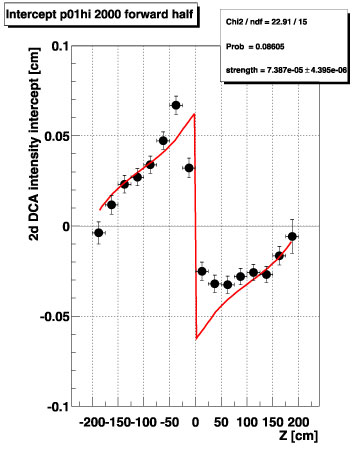 Intercept p01hi 2000 forward half
Chi2 / ndf = 22.91 / 15
Prob = 0.08605
strength = 7.387e-05 ± 4.395e-06
2d DCA intensity intercept [cm]
0.1
0.05
0
-0.05
-0.1
-200 -150 -100 -50 0 50 100 150 200
Z [cm]